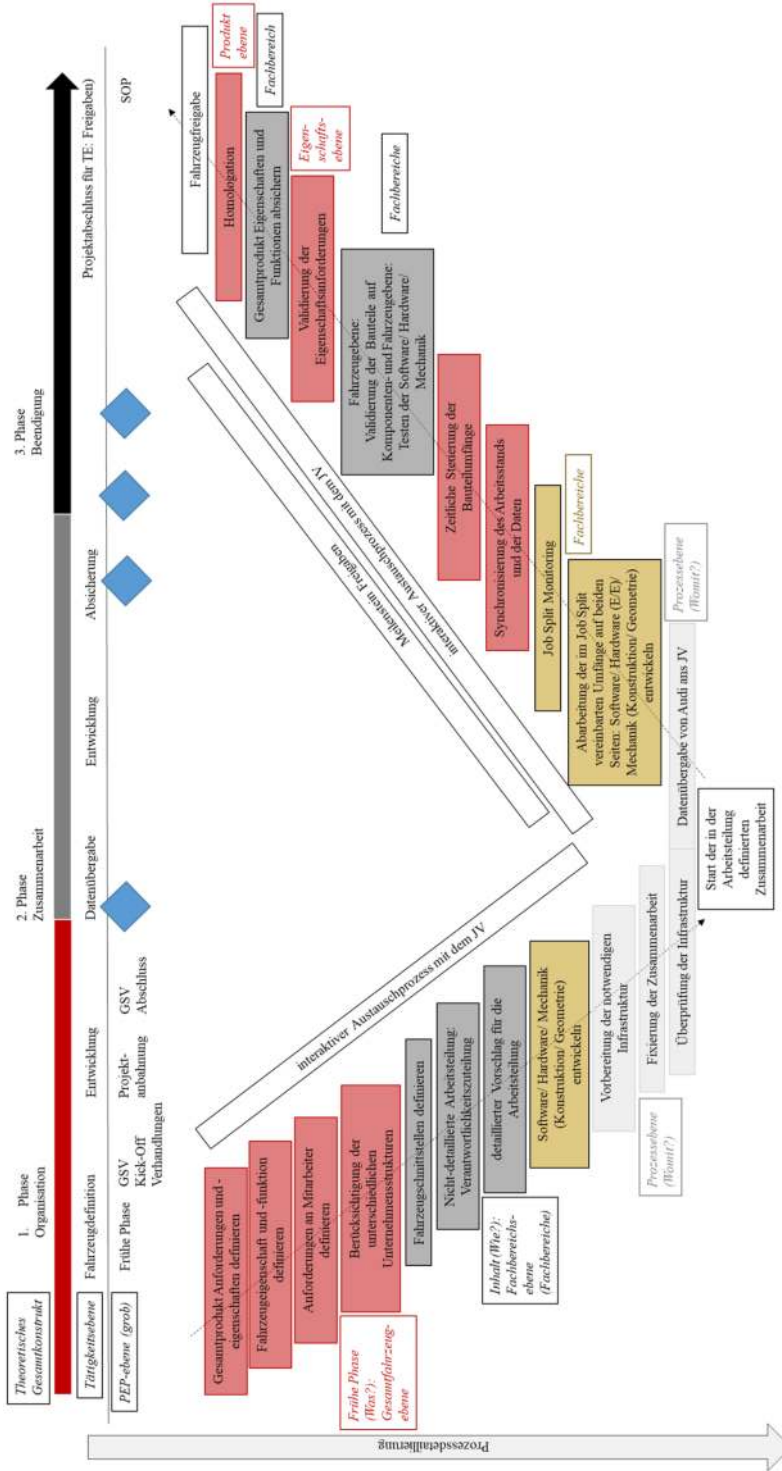 Theoretisches
Gesamtkonstrukt
1. Phase
Organisation
2. Phase
Zusammenarbeit
3. Phase
Beendigung
Tätigkeitsebene
Fahrzeugdefinition
Entwicklung
Datenübergabe
Entwicklung
Absicherung
Projektabschluss für TE: Freigaben)
PEP-ebene (grob)
Frühe Phase
GSV
Kick-Off
Verhandlungen
Projekt-
anbahnung
GSV
Abschluss
SOP
Prozessdetaillierung
Gesamtprodukt Anforderungen und -
eigenschaften definieren
Fahrzeugeigenschaft und -funktion
definieren
Anforderungen an Mitarbeiter
definieren
Frühe Phase
(Was?):
Gesamtfahrzeug-
ebene
Berücksichtigung der
unterschiedlichen
Unternehmensstrukturen
Fahrzeugschnittstellen definieren
Nicht-detaillierte Arbeitsteilung:
Verantwortlichkeitszuteilung
Inhalt (Wie?):
Fachbereichs-
ebene
(Fachbereiche)
detaillierter Vorschlag für die
Arbeitsteilung
Software/ Hardware/ Mechanik
(Konstruktion/ Geometrie)
entwickeln
Vorbereitung der notwendigen
Infrastruktur
Prozessebene
(Womit?)
Fixierung der Zusammenarbeit
Überprüfung der Infrastruktur
interaktiver Austauschprozess mit dem JV
Start der in der
Arbeitsteilung
definierten
Zusammenarbeit
Datenübergabe von Audi ans JV
Prozessebene
(Womit?)
Abarbeitung der im Job Split
vereinbarten Umfänge auf beiden
Seiten: Software/ Hardware (E/E)/
Mechanik (Konstruktion/ Geometrie)
entwickeln
Fachbereiche
Job Split Monitoring
Synchronisierung des Arbeitsstands
und der Daten
Zeitliche Steuerung der
Bauteilumfänge
Fahrzeugebene:
Validierung der Bauteile auf
Komponenten- und Fahrzeugebene:
Testen der Software/ Hardware/
Mechanik
Fachbereiche
Validierung der
Eigenschaftsanforderungen
Eigen-
schafts-
ebene
Gesamtprodukt Eigenschaften und
Funktionen absichern
Fachbereich
Homologation
Produkt
ebene
Fahrzeugfreigabe
Meilenstein Freigaben
interaktiver Austauschprozess mit dem JV